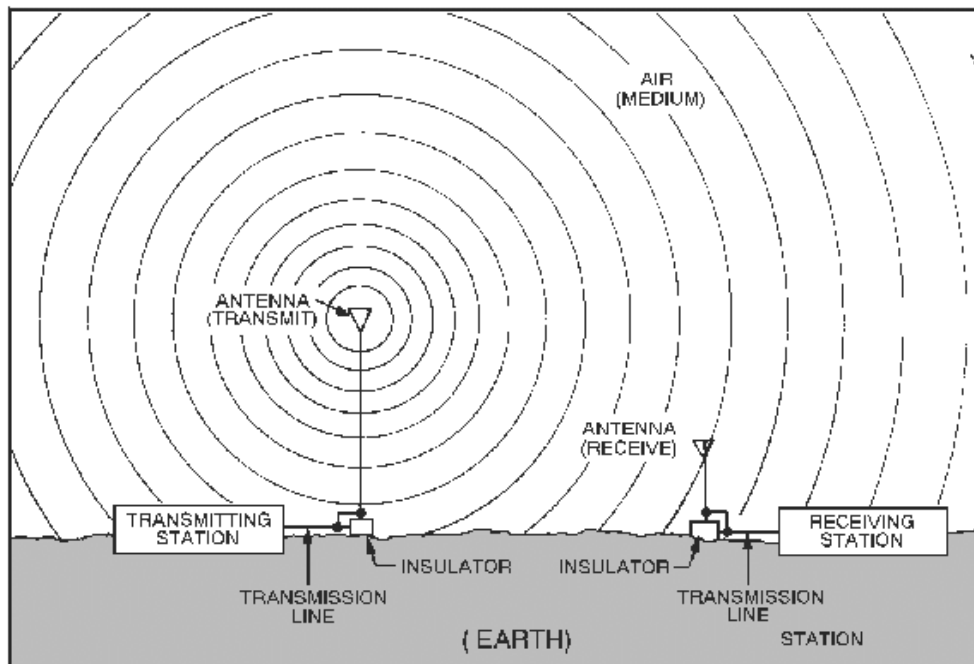 AIR
(MEDIUM)
ANTENNA
(TRANSMIT)
ANTENNA
(RECEIVE)
TRANSMITTING
STATION
RECEIVING
STATION
INSULATOR
INSULATOR
TRANSMISSION
LINE
TRANSMISSION
LINE
(EARTH)
STATION